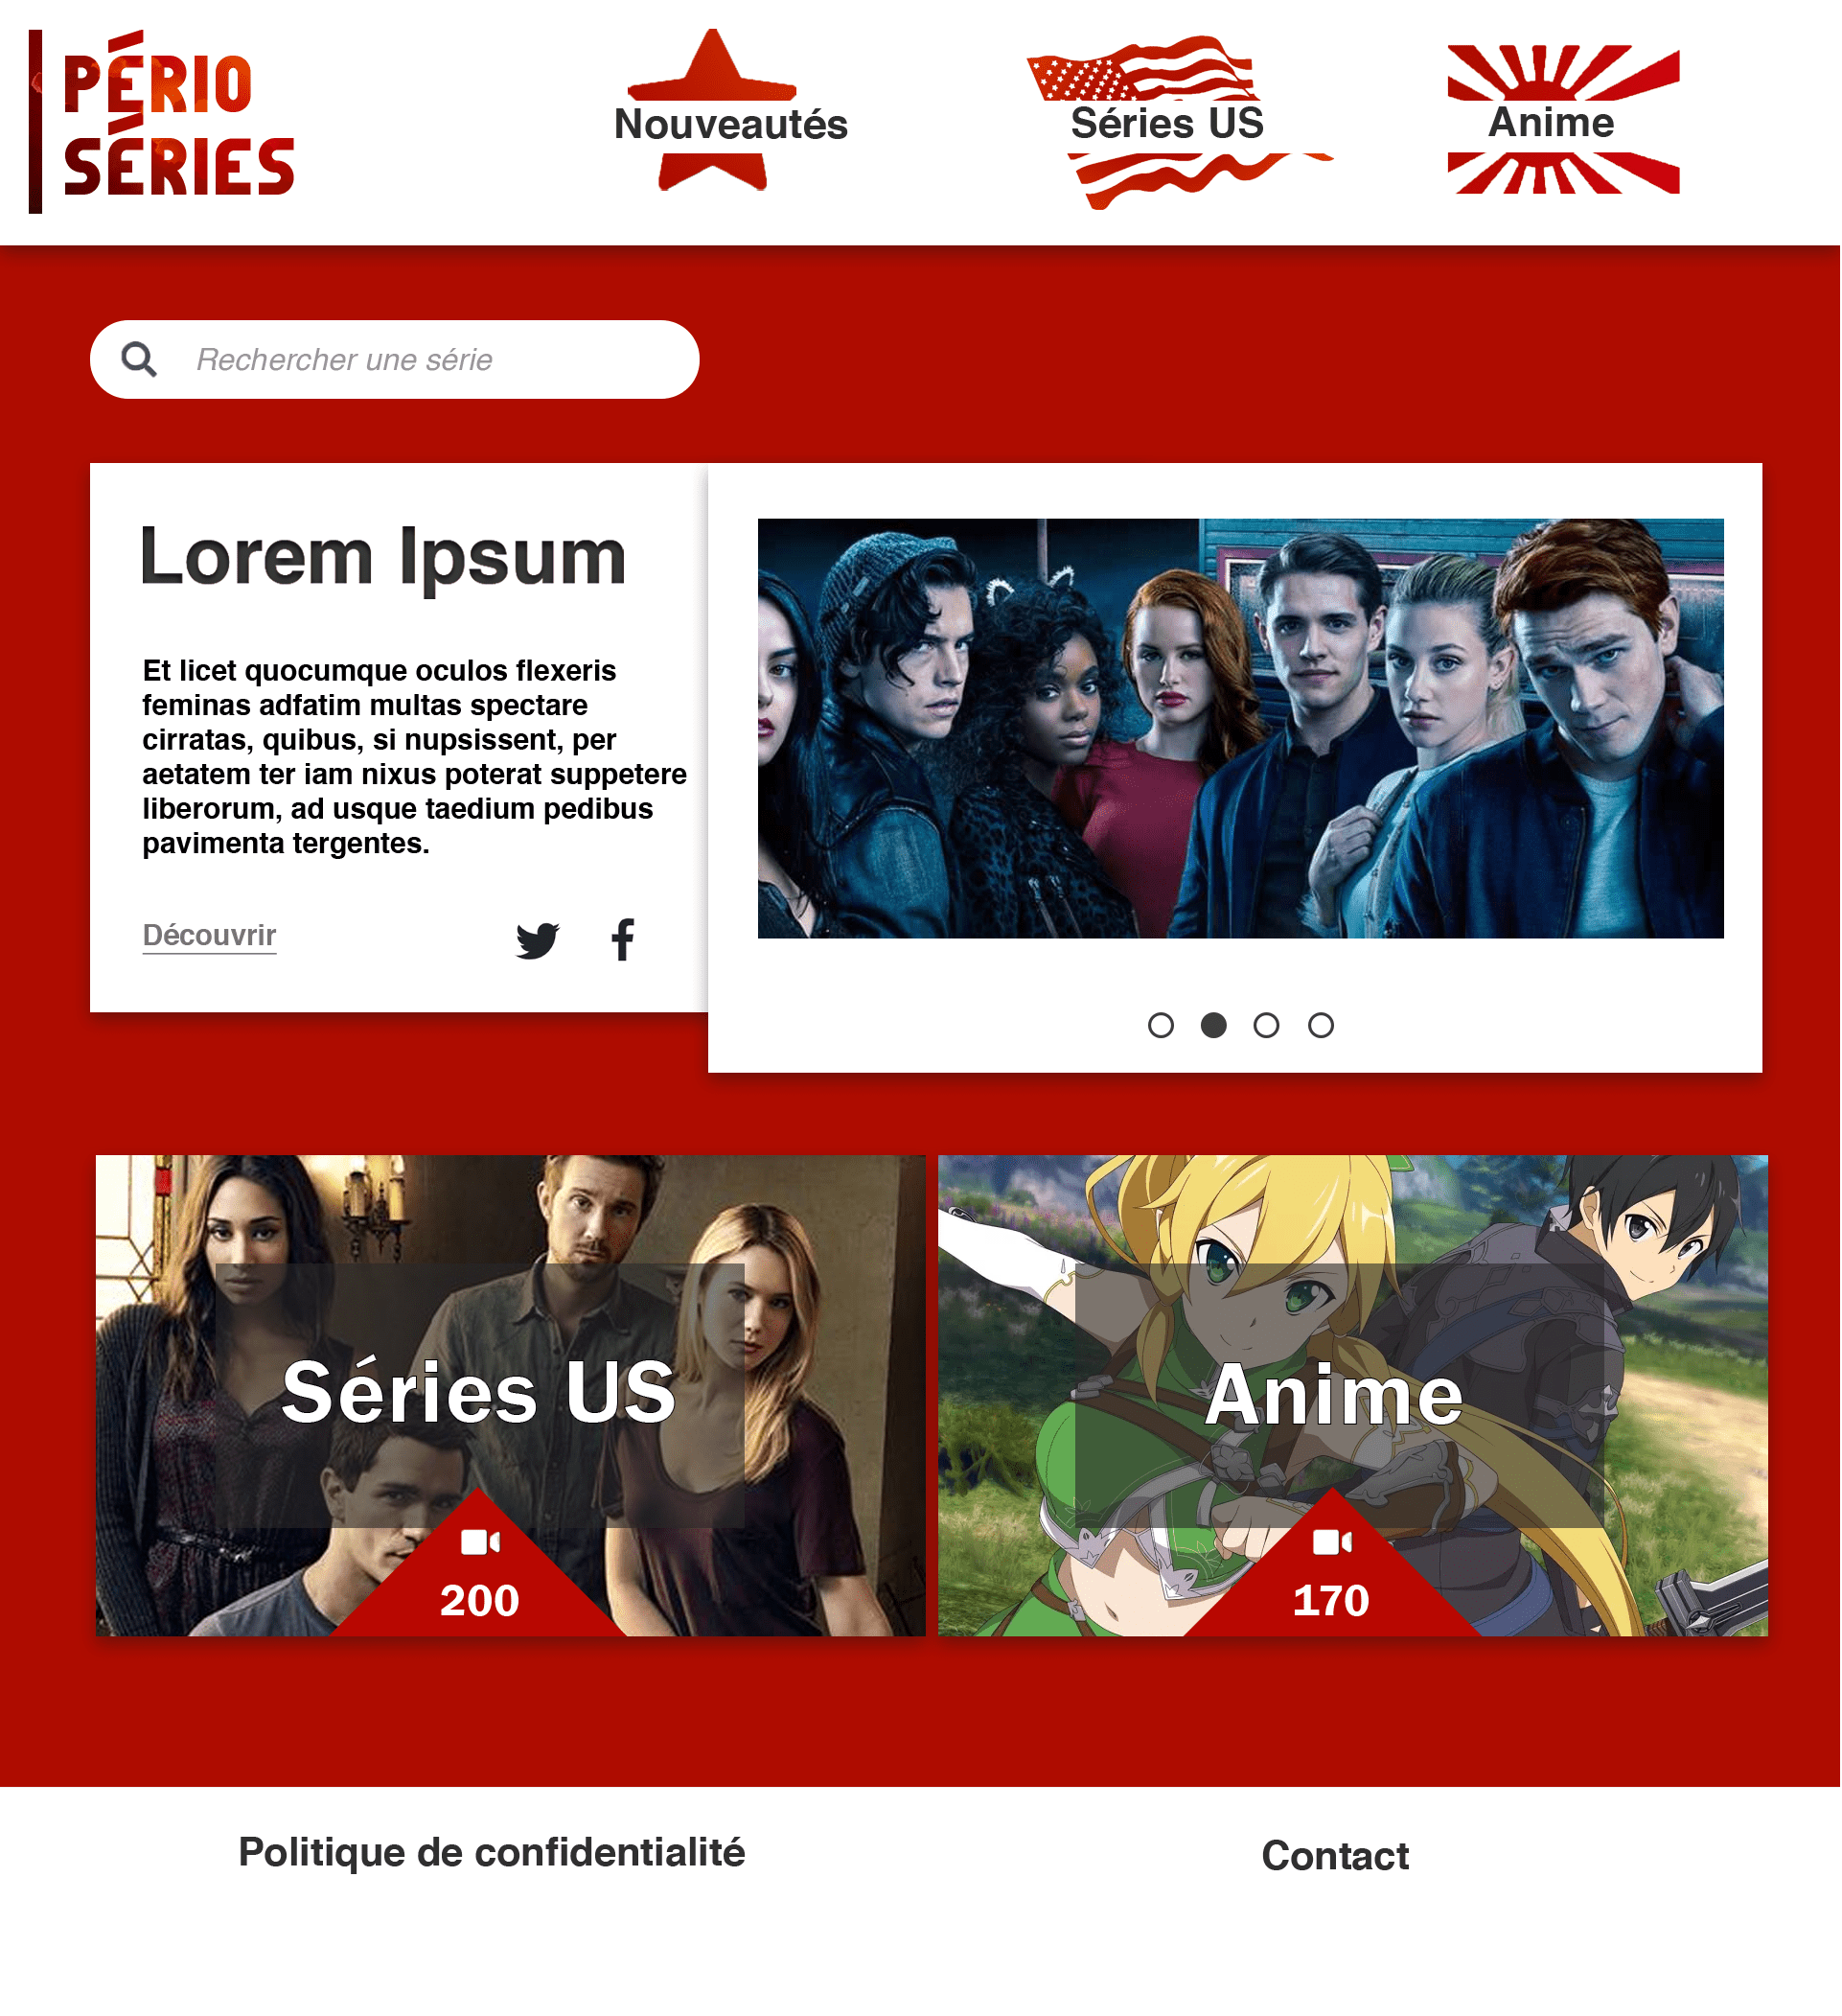 PÉRIO
SÉRIES
Nouveautés
Séries US
Anime
Rechercher une série
Lorem Ipsum
Et licet quocumque oculos flexeris
feminas adfatim multas spectare
cirratas, quibus, si nupsissent, per
aetatem ter iam nixus poterat suppetere
liberorum, ad usque taedium pedibus
pavimenta tergentes.
Découvrir
Séries US
200
Anime
170
Politique de confidentialité
Contact